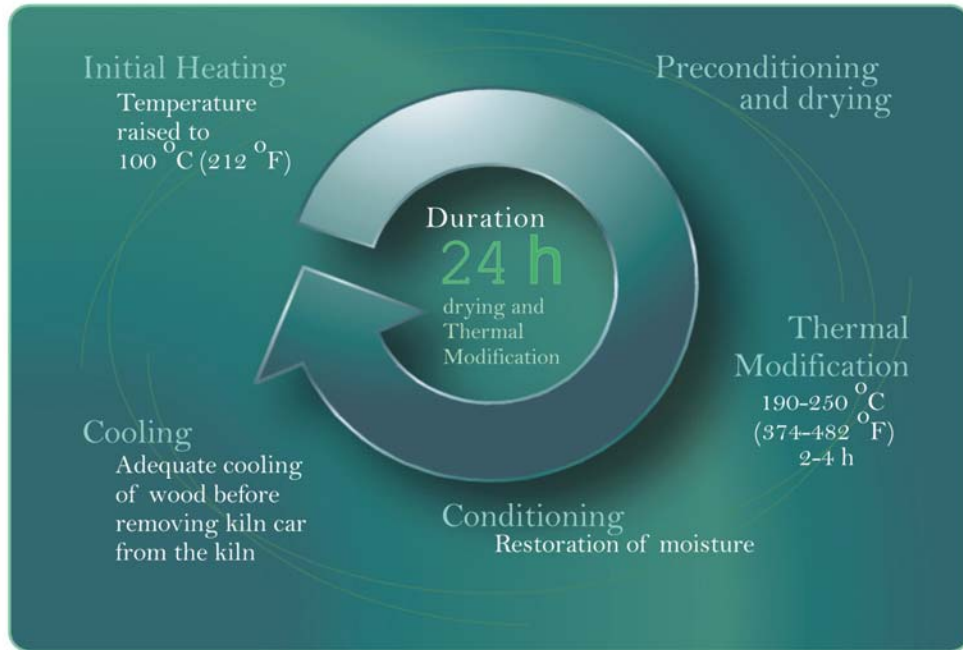 Initial Heating
Temperature
raised to
100 °C (212 °F)
Preconditioning
and drying
Duration
24 h
drying and
Thermal
Modification
Thermal
Modification
190-250 °C
(374-482 °F)
2-4 h
Conditioning
Restoration of moisture
Cooling
Adequate cooling
of wood before
removing kiln car
from the kiln